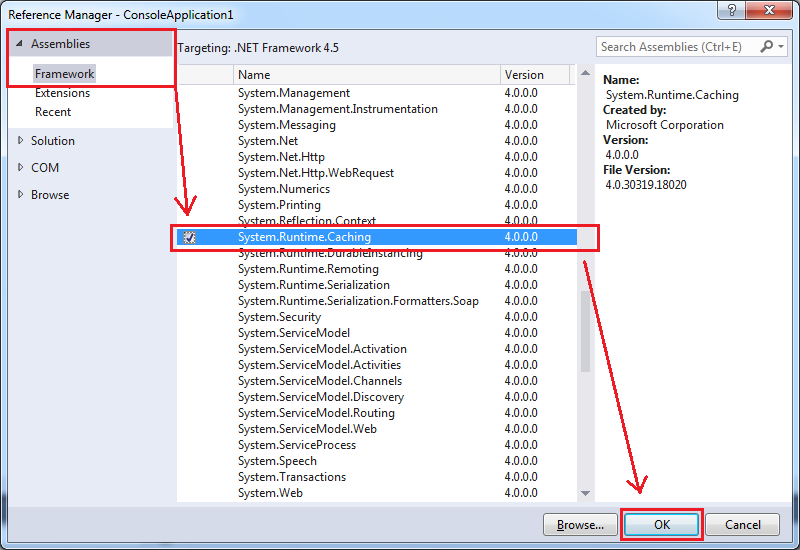 Reference Manager - ConsoleApplication1
Assemblies
Framework
Extensions
Recent
Solution
COM
Browse
Targeting: .NET Framework 4.5
Search Assemblies (Ctrl+E)
Name Version
System.Management 4.0.0.0
System.Management.Instrumentation 4.0.0.0
System.Messaging 4.0.0.0
System.Net 4.0.0.0
System.Net.Http 4.0.0.0
System.Net.Http.WebRequest 4.0.0.0
System.Numerics 4.0.0.0
System.Printing 4.0.0.0
System.Reflection.Context 4.0.0.0
System.Runtime.Caching 4.0.0.0
System.Runtime.DurableInstancing 4.0.0.0
System.Runtime.Remoting 4.0.0.0
System.Runtime.Serialization 4.0.0.0
System.Runtime.Serialization.Formatters.Soap 4.0.0.0
System.Security 4.0.0.0
System.ServiceModel 4.0.0.0
System.ServiceModel.Activation 4.0.0.0
System.ServiceModel.Activities 4.0.0.0
System.ServiceModel.Channels 4.0.0.0
System.ServiceModel.Discovery 4.0.0.0
System.ServiceModel.Routing 4.0.0.0
System.ServiceModel.Web 4.0.0.0
System.ServiceProcess 4.0.0.0
System.Speech 4.0.0.0
System.Transactions 4.0.0.0
System.Web 4.0.0.0
Name:
System.Runtime.Caching
Created by:
Microsoft Corporation
Version:
4.0.0.0
File Version:
4.0.30319.18020
Browse... OK Cancel